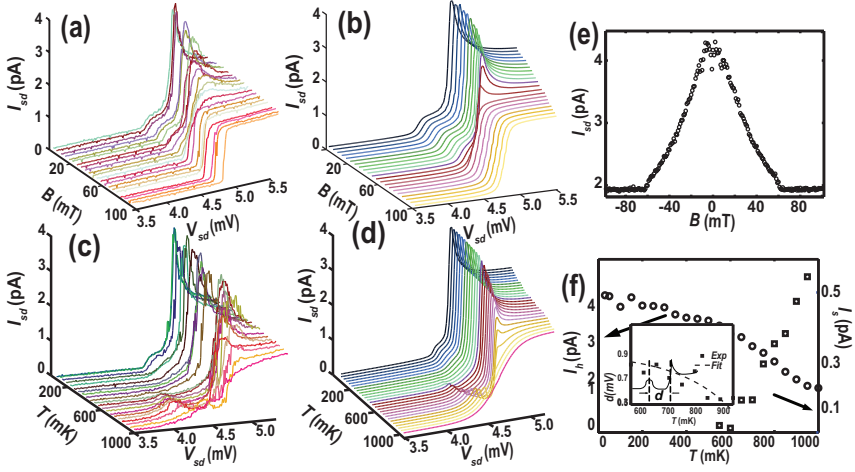 (a)
I_sd (pA)
4
3
2
1
0
20
60
100
B (mT)
3.5
4.0
4.5
5.0
5.5
V_sd (mV)
(b)
I_sd (pA)
4
3
2
1
0
20
60
100
B (mT)
3.5
4.0
4.5
5.0
5.5
V_sd (mV)
(e)
I_sd (pA)
4
3
2
-80
-40
0
40
80
B (mT)
(c)
I_sd (pA)
4
3
2
1
0
200
600
1000
T (mK)
3.5
4.0
4.5
5.0
V_sd (mV)
(d)
I_sd (pA)
4
3
2
1
0
200
600
1000
T (mK)
3.5
4.0
4.5
5.0
V_sd (mV)
(f)
I_h (pA)
4
3
2
1
0
0
200
400
600
800
1000
T (mK)
0.5
0.3
0.1
I_s (pA)
d(mV)
0.9
0.7
600
700
800
900
T (mK)
Exp
Fit
d